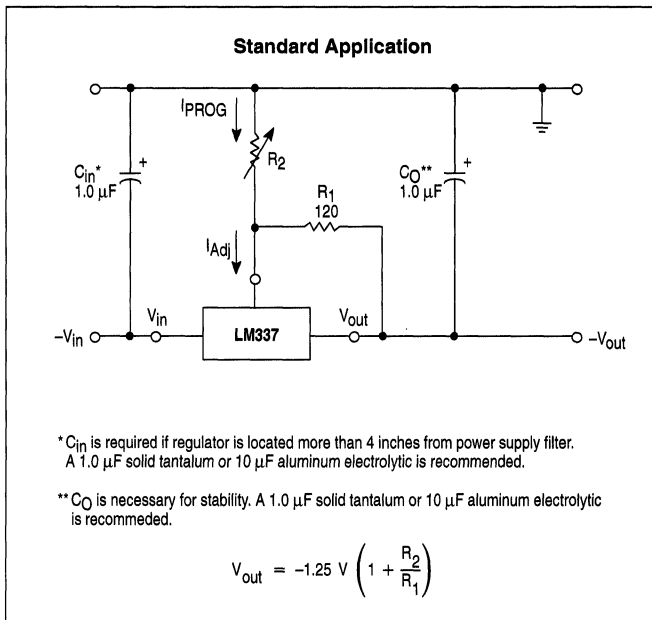 Standard Application
IPROG
Cin*
1.0 µF
+
R2
CO**
1.0 µF
+
R1
120
IAdj
Vin
Vout
–Vin
LM337
–Vout
* Cin is required if regulator is located more than 4 inches from power supply filter.
A 1.0 µF solid tantalum or 10 µF aluminum electrolytic is recommended.
** CO is necessary for stability. A 1.0 µF solid tantalum or 10 µF aluminum electrolytic
is recommeded.
Vout = –1.25 V (1 + R2/R1)